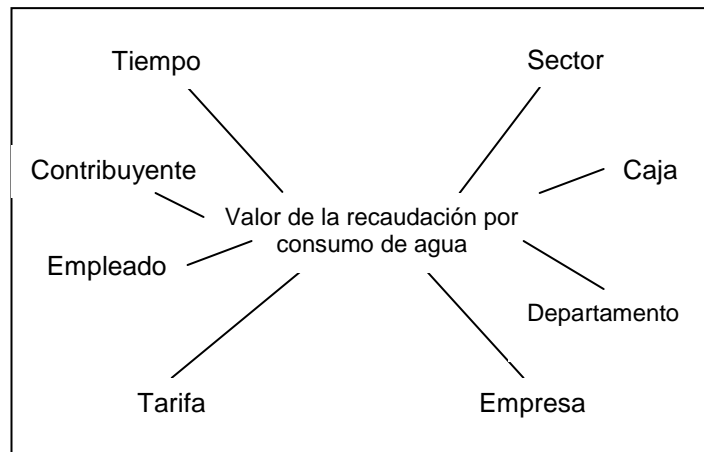 Tiempo
Sector
Contribuyente
Caja
Valor de la recaudación por
consumo de agua
Empleado
Departamento
Tarifa
Empresa